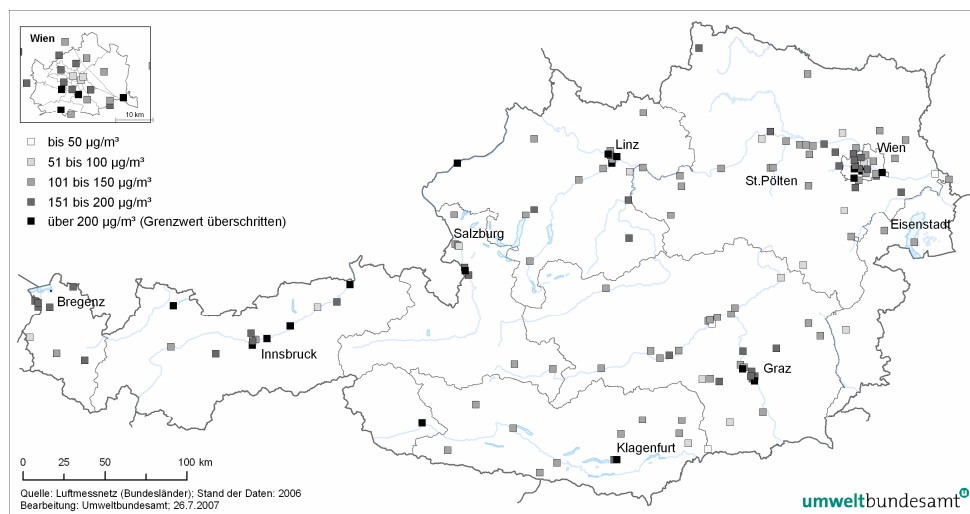 Wien
10 km
bis 50 µg/m³
51 bis 100 µg/m³
101 bis 150 µg/m³
151 bis 200 µg/m³
über 200 µg/m³ (Grenzwert überschritten)
Linz
Wien
St.Pölten
Eisenstadt
Salzburg
Bregenz
Innsbruck
Graz
Klagenfurt
0 25 50 100 km
Quelle: Luftmessnetz (Bundesländer); Stand der Daten: 2006
Bearbeitung: Umweltbundesamt; 26.7.2007
umweltbundesamt u